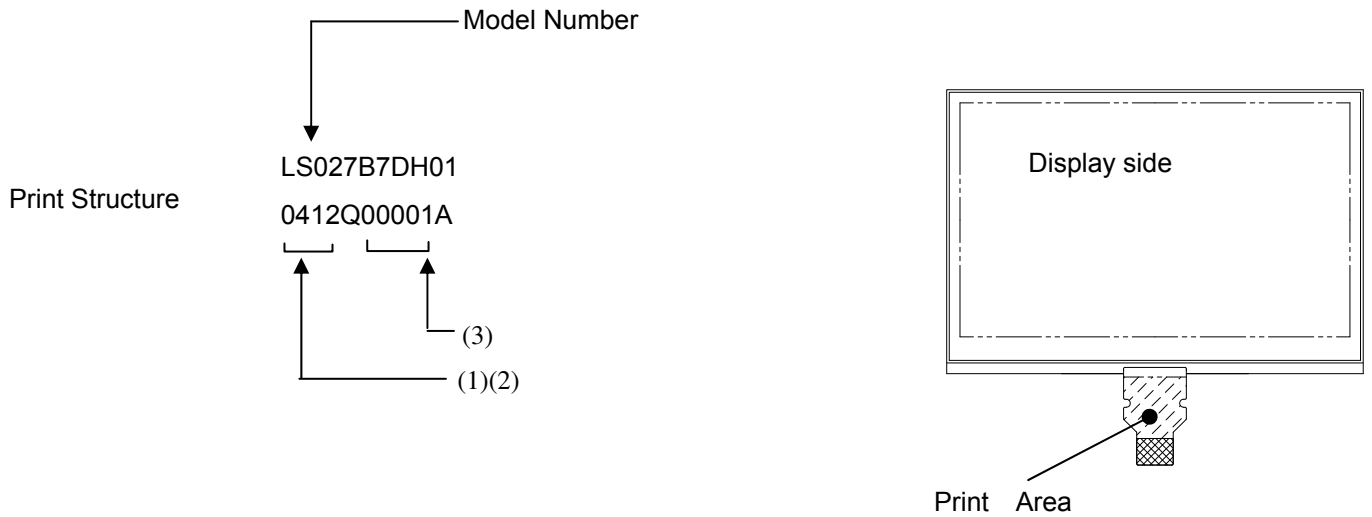 Model Number
LS027B7DH01
Print Structure
0412Q00001A
(3)
(1)(2)
Display side
Print Area